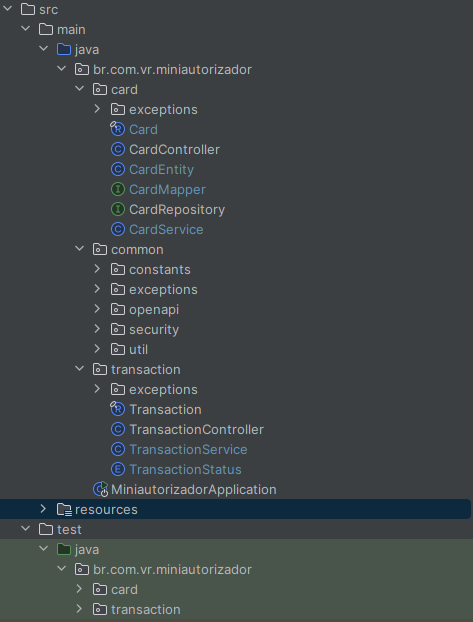 src
main
java
br.com.vr.miniautorizador
card
exceptions
R Card
C CardController
C CardEntity
I CardMapper
I CardRepository
C CardService
common
constants
exceptions
openapi
security
util
transaction
exceptions
R Transaction
C TransactionController
C TransactionService
E TransactionStatus
MiniautorizadorApplication
resources
test
java
br.com.vr.miniautorizador
card
transaction